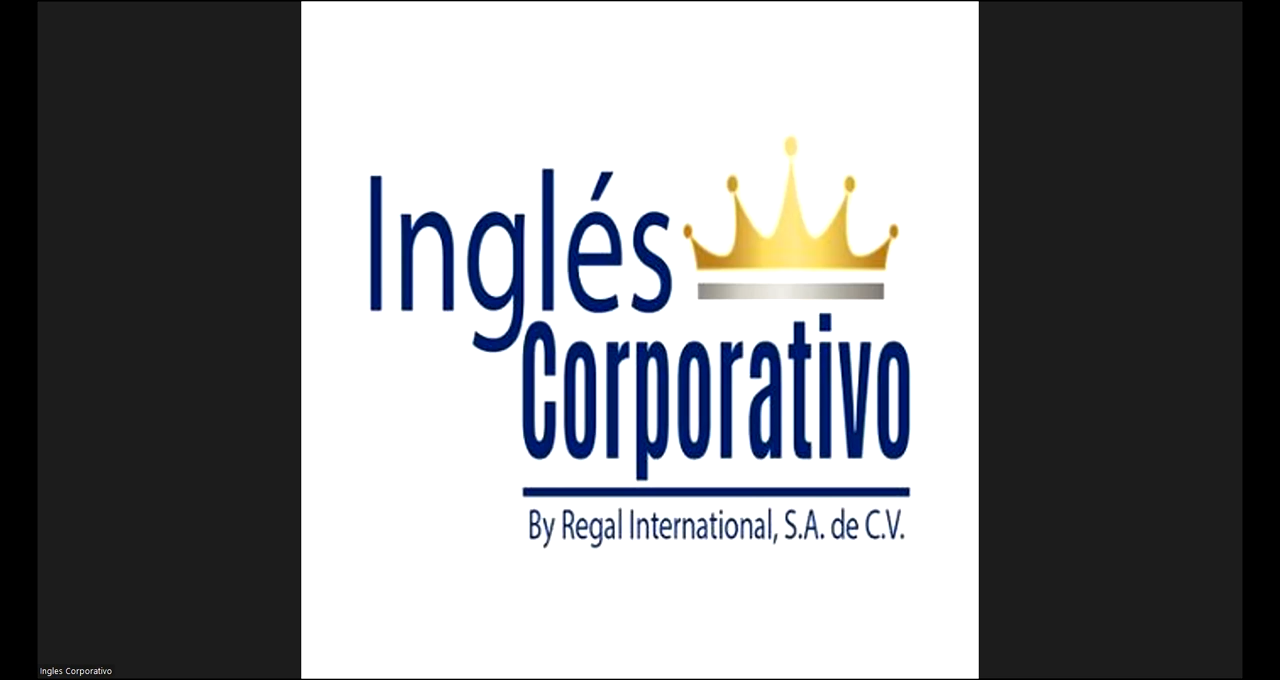 Inglés
Corporativo
By Regal International, S.A. de C.V.
Ingles Corporativo